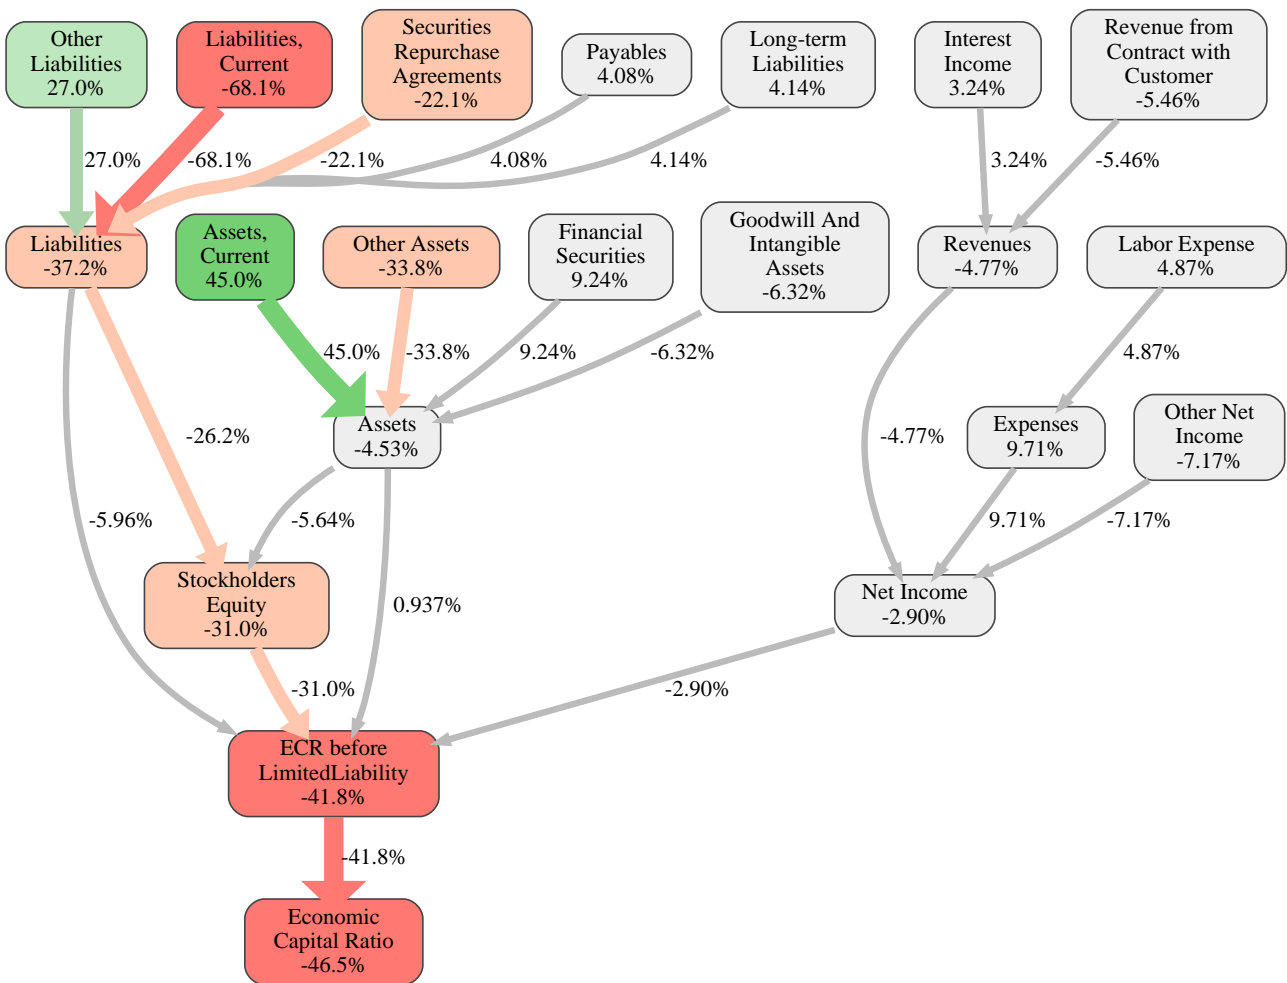 Other
Liabilities
27.0%
Liabilities,
Current
-68.1%
Securities
Repurchase
Agreements
-22.1%
Payables
4.08%
Long-term
Liabilities
4.14%
Interest
Income
3.24%
Revenue from
Contract with
Customer
-5.46%
27.0%
-68.1%
-22.1%
4.08%
4.14%
3.24%
-5.46%
Liabilities
-37.2%
Assets,
Current
45.0%
Other Assets
-33.8%
Financial
Securities
9.24%
Goodwill And
Intangible
Assets
-6.32%
Revenues
-4.77%
Labor Expense
4.87%
45.0%
-33.8%
9.24%
-6.32%
4.87%
-26.2%
Assets
-4.53%
-4.77%
Expenses
9.71%
Other Net
Income
-7.17%
-5.96%
-5.64%
9.71%
-7.17%
Stockholders
Equity
-31.0%
0.937%
Net Income
-2.90%
-31.0%
-2.90%
ECR before
LimitedLiability
-41.8%
-41.8%
Economic
Capital Ratio
-46.5%